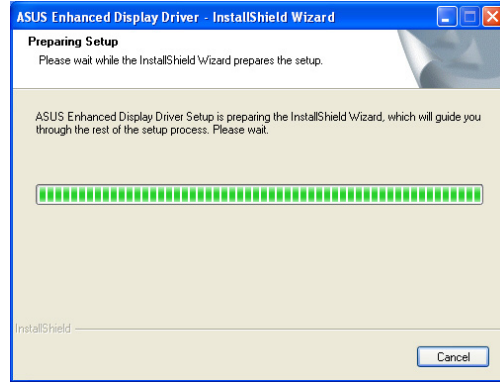 ASUS Enhanced Display Driver - InstallShield Wizard
Preparing Setup
Please wait while the InstallShield Wizard prepares the setup.
ASUS Enhanced Display Driver Setup is preparing the InstallShield Wizard, which will guide you
through the rest of the setup process. Please wait.
InstallShield
Cancel